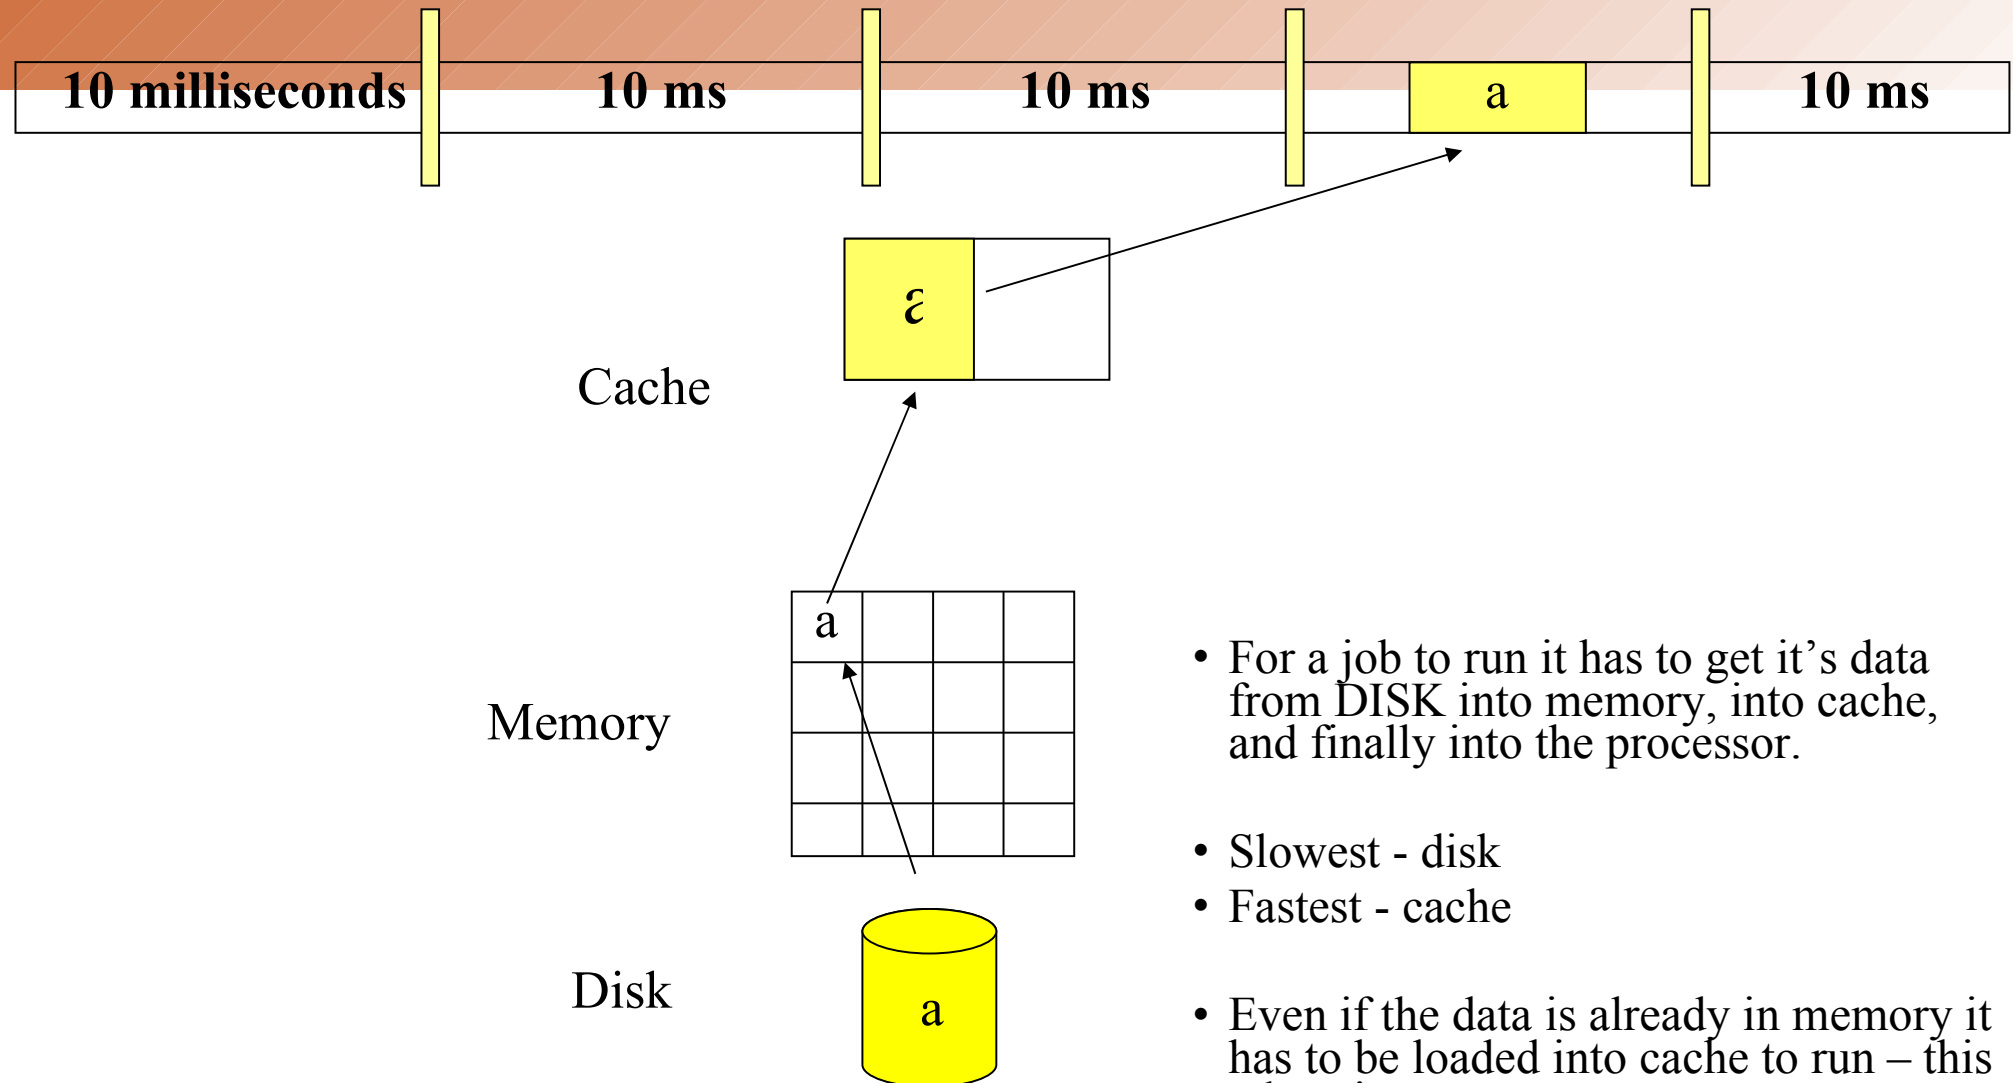 10 milliseconds 10 ms 10 ms a 10 ms
a
Cache
a
Memory
• For a job to run it has to get it's data
from DISK into memory, into cache,
and finally into the processor.
• Slowest - disk
• Fastest - cache
Disk
a
• Even if the data is already in memory it
has to be loaded into cache to run – this